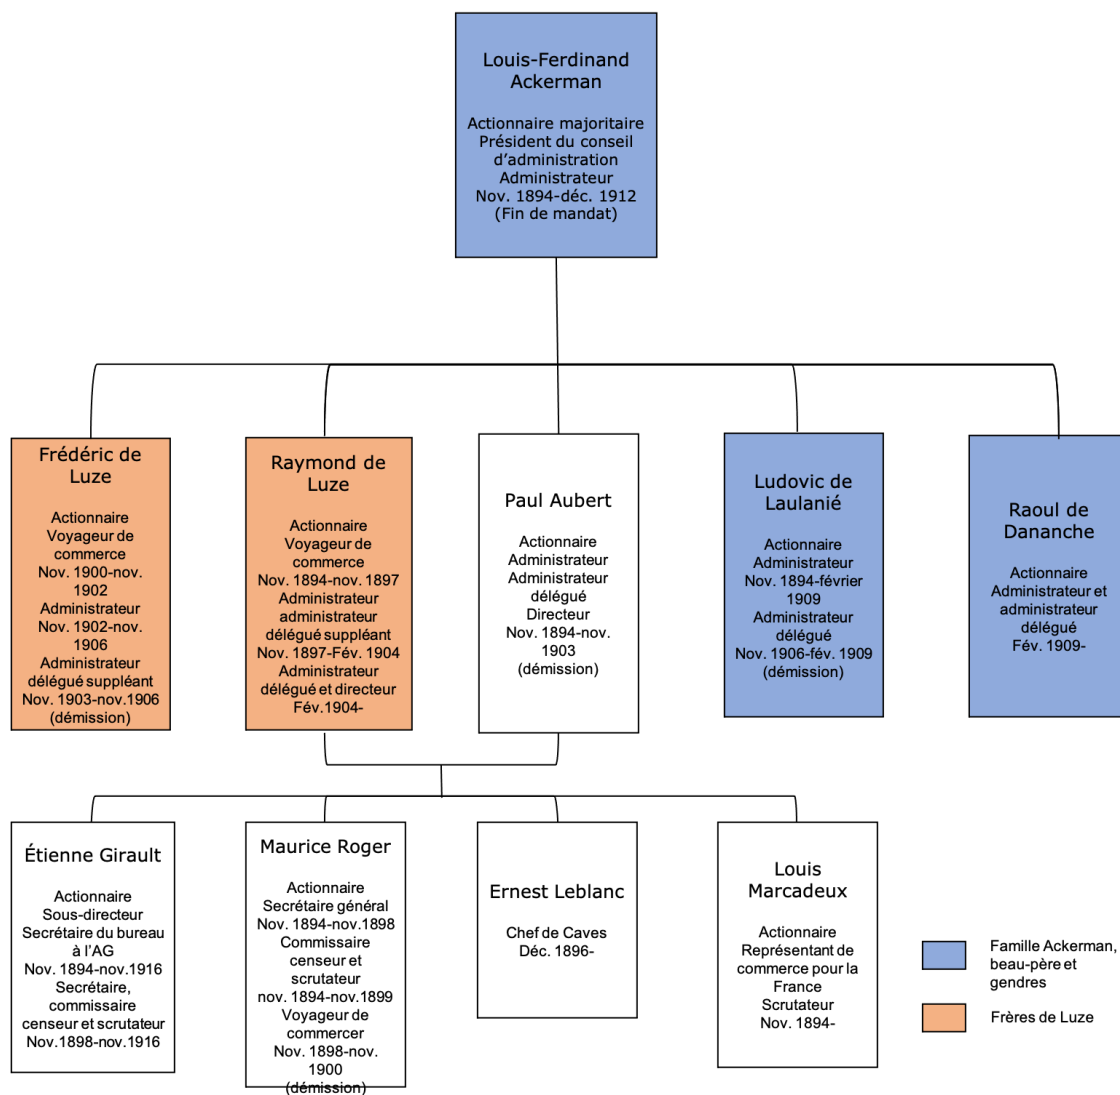 Louis-Ferdinand
Ackerman
Actionnaire majoritaire
Président du conseil
d’administration
Administrateur
Nov. 1894-déc. 1912
(Fin de mandat)
Frédéric de
Luze
Actionnaire
Voyageur de
commerce
Nov. 1900-nov.
1902
Administrateur
Nov. 1902-nov.
1906
Administrateur
délégué suppléant
Nov. 1903-nov.1906
(démission)
Raymond de
Luze
Actionnaire
Voyageur de
commerce
Nov. 1894-nov. 1897
Administrateur
administrateur
délégué suppléant
Nov. 1897-Fév. 1904
Administrateur
délégué et directeur
Fév.1904-
Paul Aubert
Actionnaire
Administrateur
Administrateur
délégué
Directeur
Nov. 1894-nov.
1903
(démission)
Ludovic de
Laulanié
Actionnaire
Administrateur
Nov. 1894-février
1909
Administrateur
délégué
Nov. 1906-fév. 1909
(démission)
Raoul de
Dananche
Actionnaire
Administrateur et
administrateur
délégué
Fév. 1909-
Étienne Girault
Actionnaire
Sous-directeur
Secrétaire du bureau
à l’AG
Nov. 1894-nov.1916
Secrétaire,
commissaire
censeur et scrutateur
Nov.1898-nov.1916
Maurice Roger
Actionnaire
Secrétaire général
Nov. 1894-nov.1898
Commissaire
censeur et
scrutateur
nov. 1894-nov.1899
Voyageur de
commercer
Nov. 1898-nov.
1900
(démission)
Ernest Leblanc
Chef de Caves
Déc. 1896-
Louis
Marcadeux
Actionnaire
Représentant de
commerce pour la
France
Scrutateur
Nov. 1894-
Famille Ackerman,
beau-père et
gendres
Frères de Luze